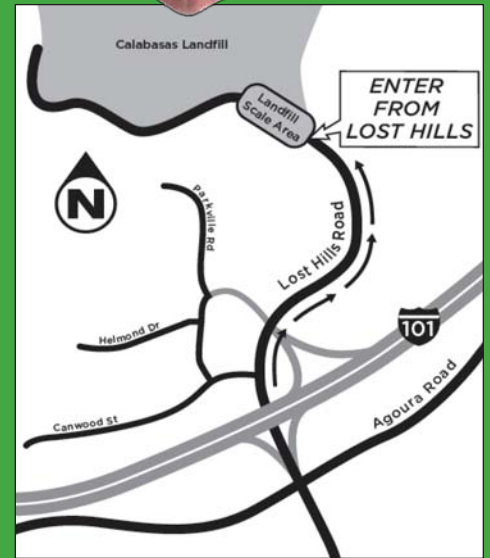 Calabasas Landfill
Landfill
Scale Area
ENTER
FROM
LOST HILLS
N
Parkville Rd
Lost Hills Road
Helmond Dr
101
Canwood St
Agoura Road